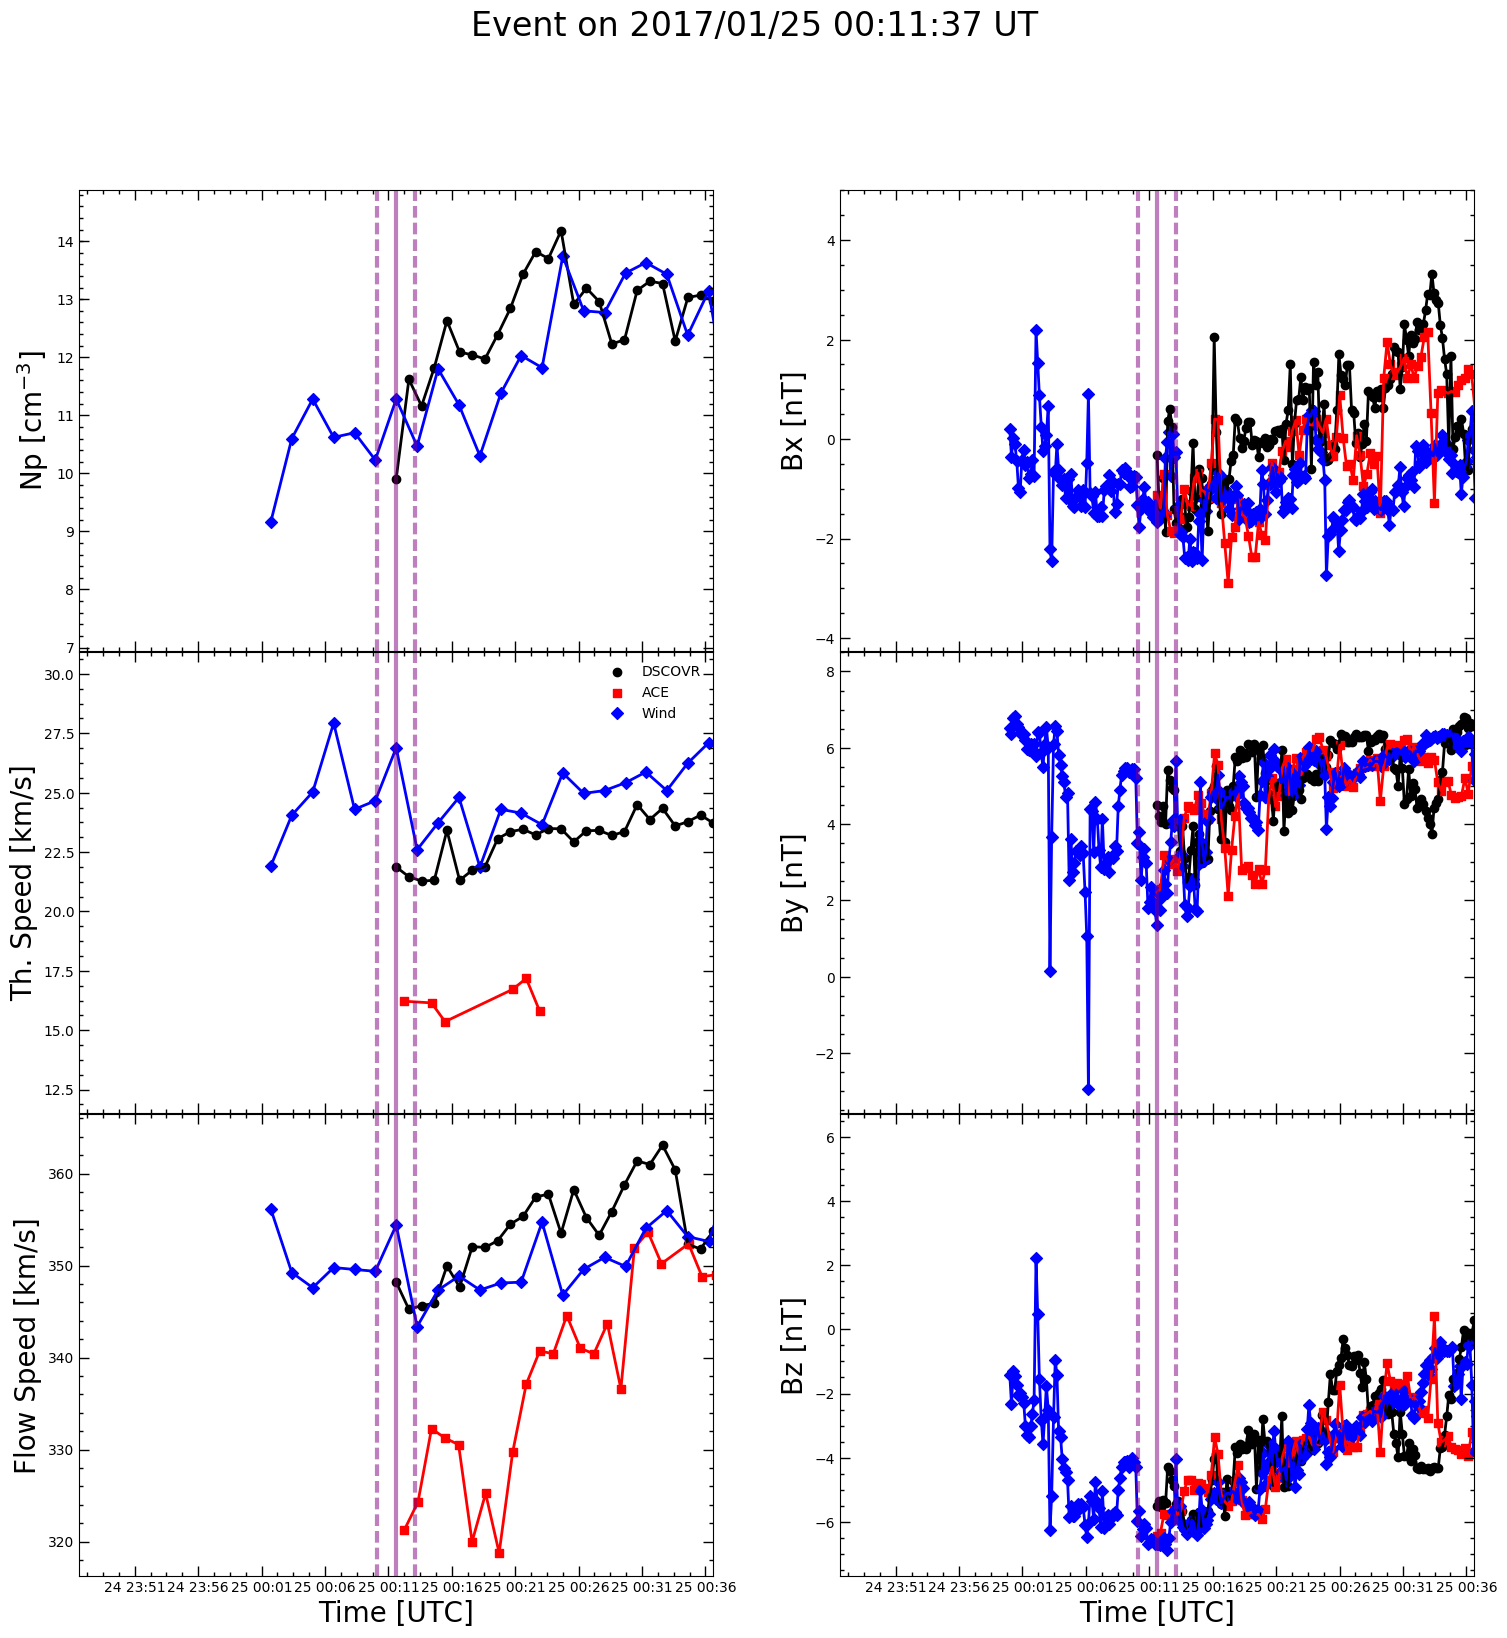 Event on 2017/01/25 00:11:37 UT
Np [cm⁻³]
14
13
12
11
10
9
8
7
Th. Speed [km/s]
30.0
27.5
25.0
22.5
20.0
17.5
15.0
12.5
DSCOVR
ACE
Wind
Flow Speed [km/s]
360
350
340
330
320
24 23:51 24 23:56 25 00:01 25 00:06 25 00:11 25 00:16 25 00:21 25 00:26 25 00:31 25 00:36
Time [UTC]
Bx [nT]
4
2
0
−2
−4
By [nT]
8
6
4
2
0
−2
Bz [nT]
6
4
2
0
−2
−4
−6
24 23:51 24 23:56 25 00:01 25 00:06 25 00:11 25 00:16 25 00:21 25 00:26 25 00:31 25 00:36
Time [UTC]